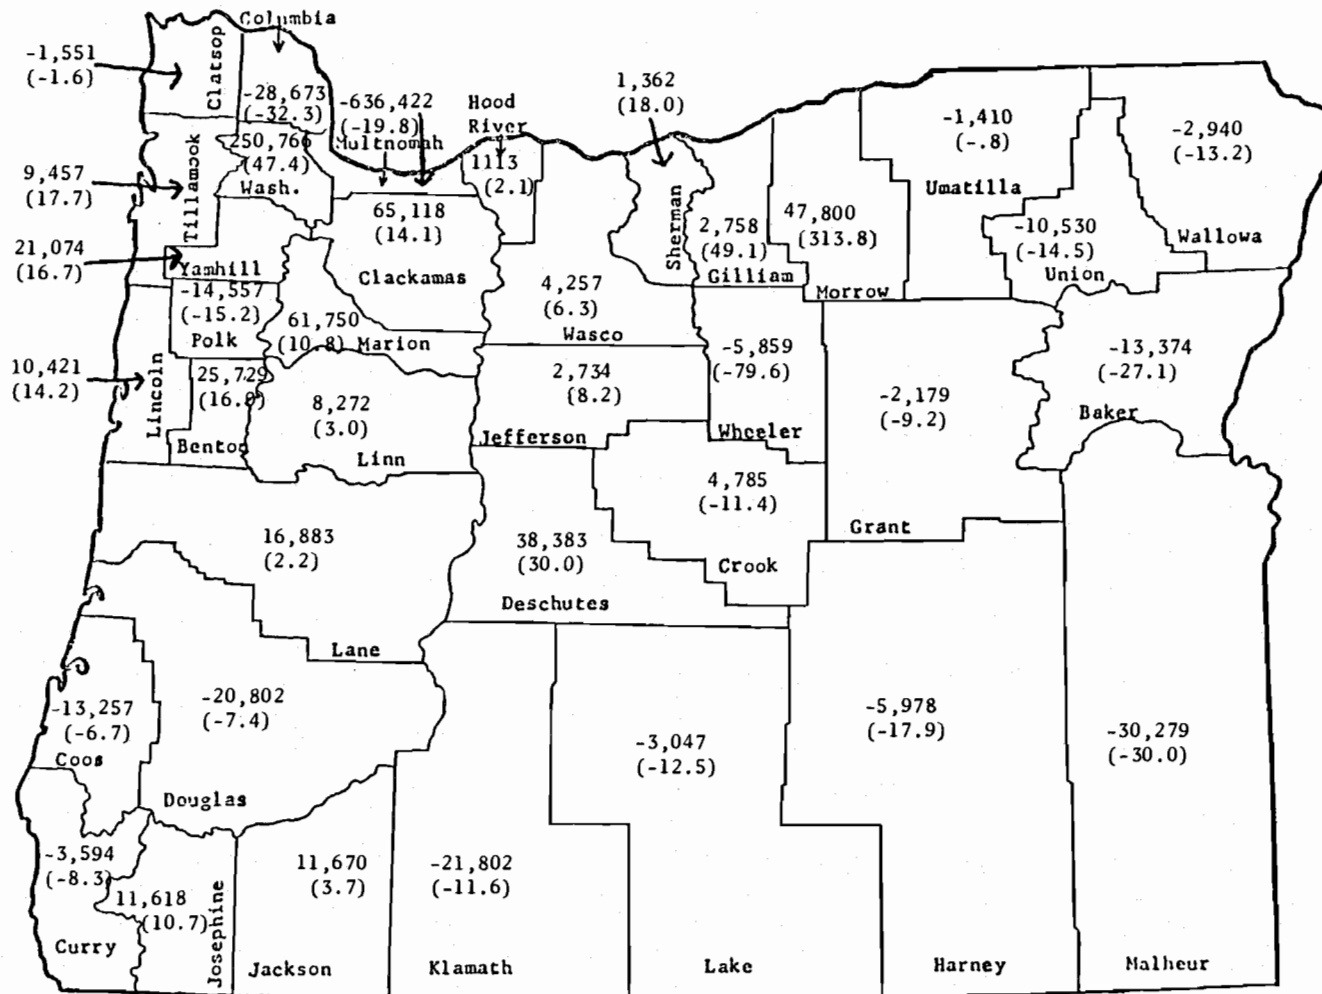 Columbia
-1,551
(-1.6)
Clatsop
-28,673
(-32.3)
-636,422
(-19.8)
Multnomah
Hood
River
1113
(2.1)
1,362
(18.0)
-1,410
(-.8)
Umatilla
-2,940
(-13.2)
Wallowa
250,766
(47.4)
Wash.
9,457
(17.7)
Tillamook
65,118
(14.1)
Clackamas
Sherman
2,758
(49.1)
Gilliam
47,800
(313.8)
Morrow
-10,530
(-14.5)
Union
21,074
(16.7)
Yamhill
-14,557
(-15.2)
Polk
61,750
(10.8) Marion
4,257
(6.3)
Wasco
-5,859
(-79.6)
Wheeler
-13,374
(-27.1)
Baker
10,421
(14.2)
Lincoln
25,729
Benton
8,272
(3.0)
Linn
2,734
(8.2)
Jefferson
-2,179
(-9.2)
Grant
4,785
(-11.4)
Crook
16,883
(2.2)
Lane
38,383
(30.0)
Deschutes
-13,257
(-6.7)
Coos
-20,802
(-7.4)
Douglas
-3,047
(-12.5)
Lake
-5,978
(-17.9)
Harney
-30,279
(-30.0)
Malheur
-3,594
(-8.3)
Curry
11,618
(10.7)
Josephine
11,670
(3.7)
Jackson
-21,802
(-11.6)
Klamath